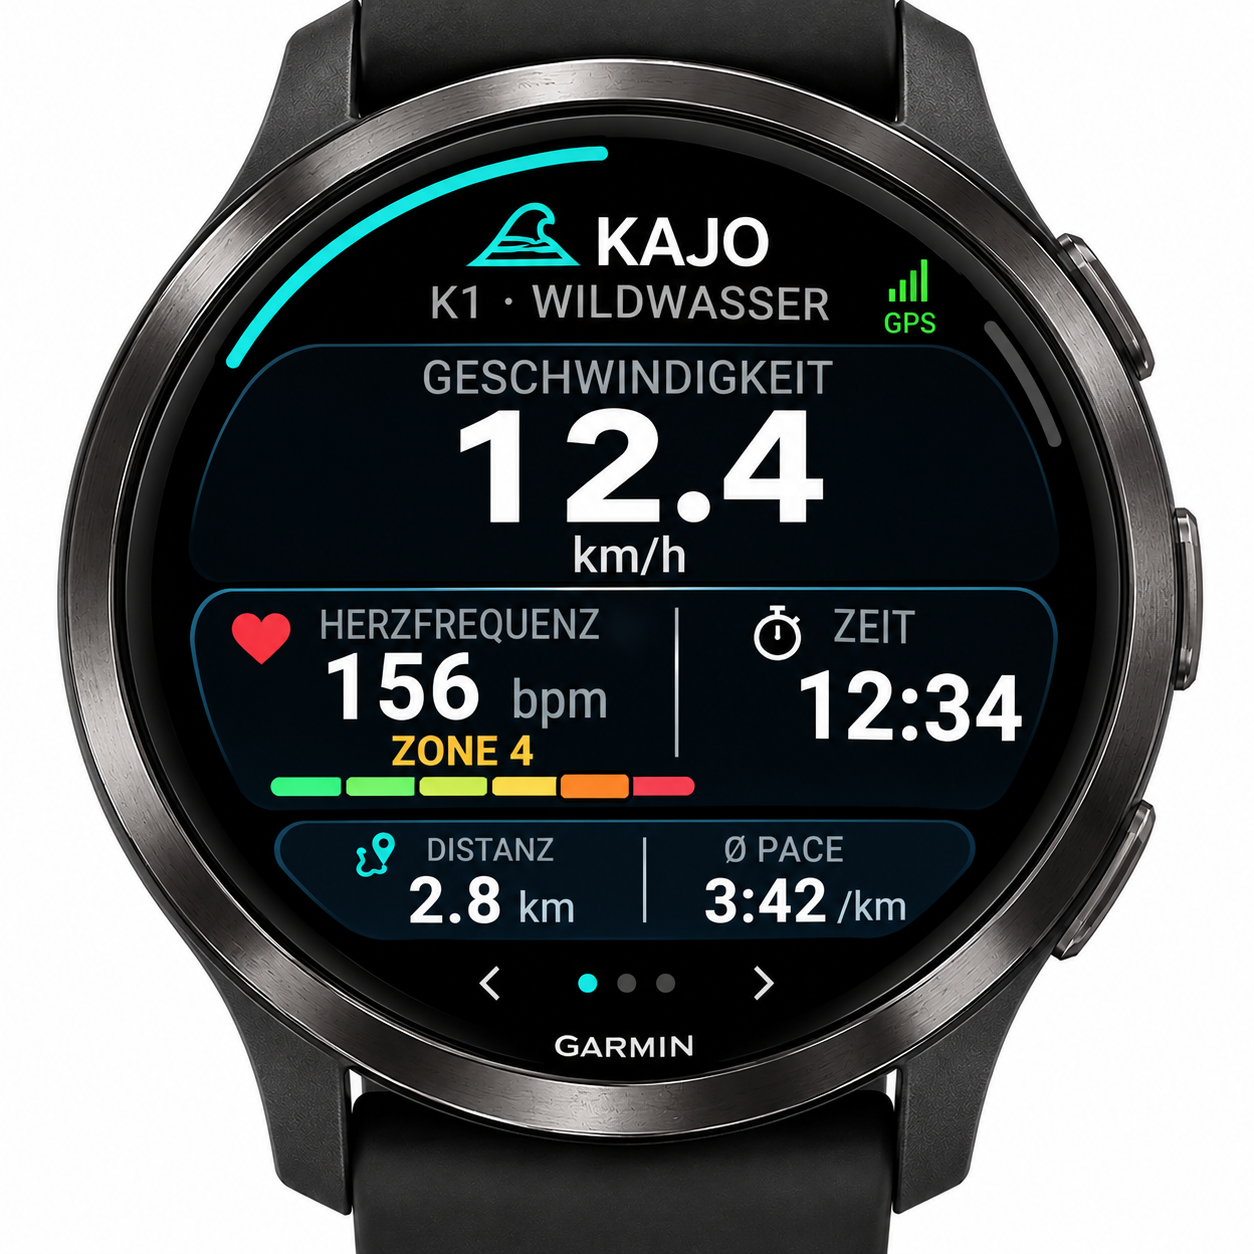 KAJO
K1 · WILDWASSER
GPS
GESCHWINDIGKEIT
12.4
km/h
HERZFREQUENZ
156 bpm
ZONE 4
ZEIT
12:34
DISTANZ
2.8 km
Ø PACE
3:42 /km
GARMIN